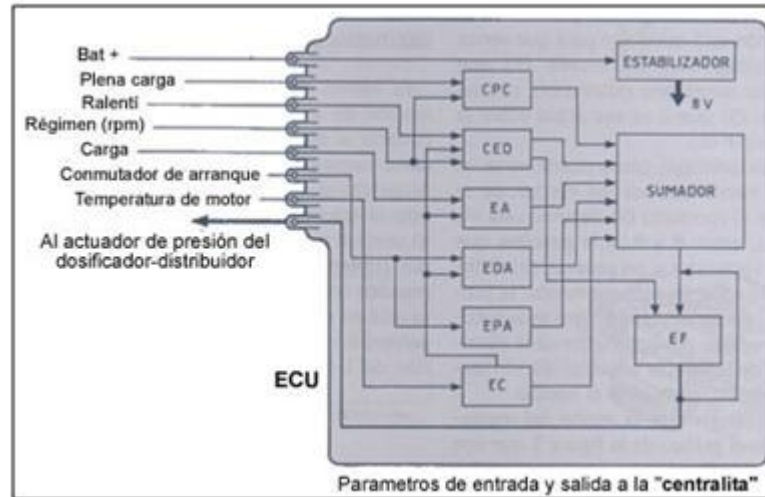 Bat +
Plena carga
Ralentí
Régimen (rpm)
Carga
Conmutador de arranque
Temperatura de motor
Al actuador de presión del
dosificador-distribuidor
ECU
CPC
CED
EA
EDA
EPA
EC
ESTABILIZADOR
8 V
SUMADOR
EF
Parametros de entrada y salida a la "centralita"